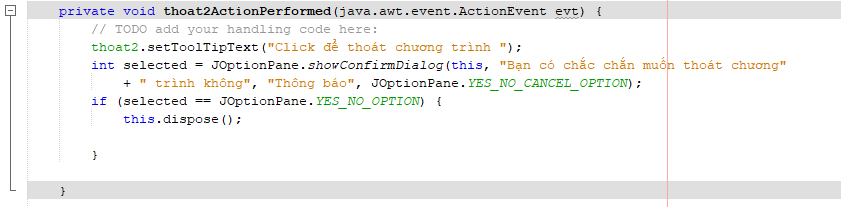 private void thoat2ActionPerformed(java.awt.event.ActionEvent evt) {
// TODO add your handling code here:
thoat2.setToolTipText("Click để thoát chương trình ");
int selected = JOptionPane.showConfirmDialog(this, "Bạn có chắc chắn muốn thoát chương"
+ " trình không", "Thông báo", JOptionPane.YES_NO_CANCEL_OPTION);
if (selected == JOptionPane.YES_NO_OPTION) {
this.dispose();
}
}